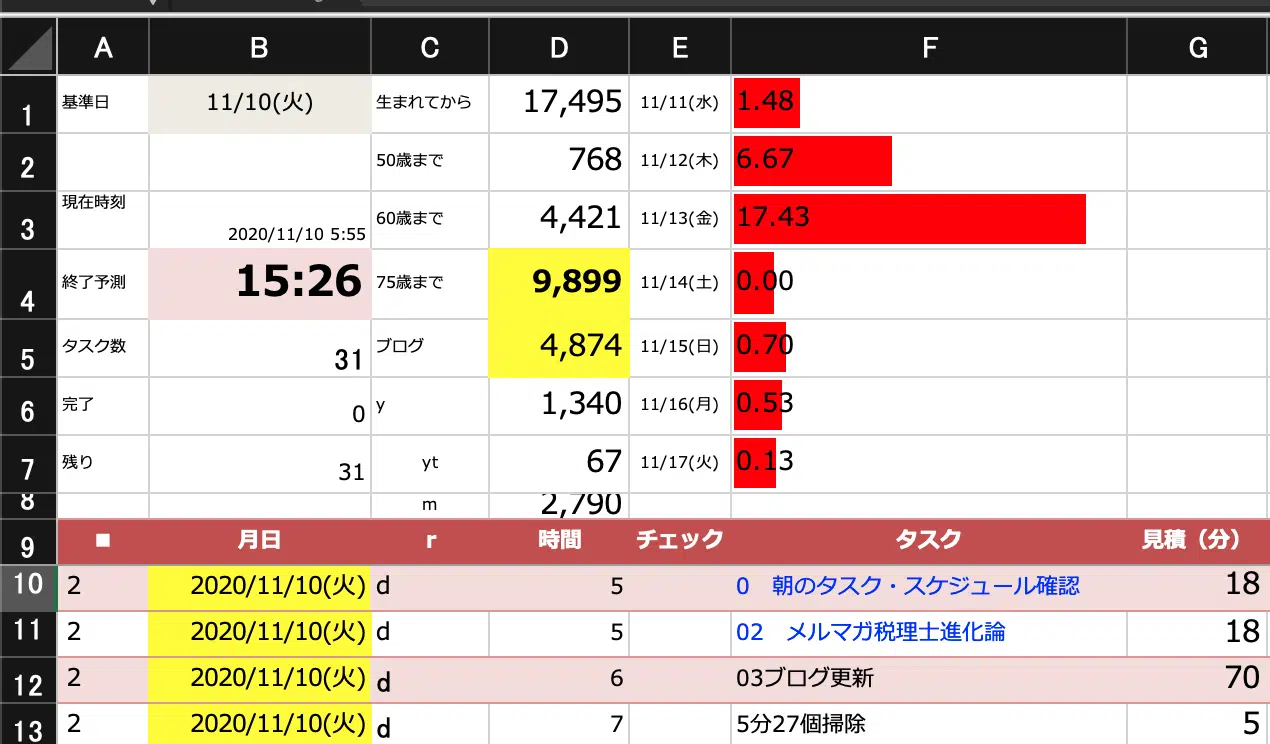 A B C D E F G
1 基準日 11/10(火) 生まれてから 17,495 11/11(水) 1.48
2 50歳まで 768 11/12(木) 6.67
3 現在時刻 2020/11/10 5:55 60歳まで 4,421 11/13(金) 17.43
4 終了予測 15:26 75歳まで 9,899 11/14(土) 0.00
5 タスク数 31 ブログ 4,874 11/15(日) 0.70
6 完了 0 y 1,340 11/16(月) 0.53
7 残り 31 yt 67 11/17(火) 0.13
8 m 2,790
9 ■ 月日 r 時間 チェック タスク 見積（分）
10 2 2020/11/10(火) d 5 0　朝のタスク・スケジュール確認 18
11 2 2020/11/10(火) d 5 02　メルマガ税理士進化論 18
12 2 2020/11/10(火) d 6 03ブログ更新 70
13 2 2020/11/10(火) d 7 5分27個掃除 5